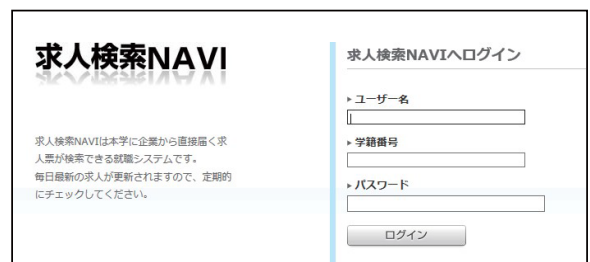 求人検索NAVI
求人検索NAVIは本学に企業から直接届く求
人票が検索できる就職システムです。
毎日最新の求人が更新されますので、定期的
にチェックしてください。
求人検索NAVIへログイン
ユーザー名
学籍番号
パスワード
ログイン